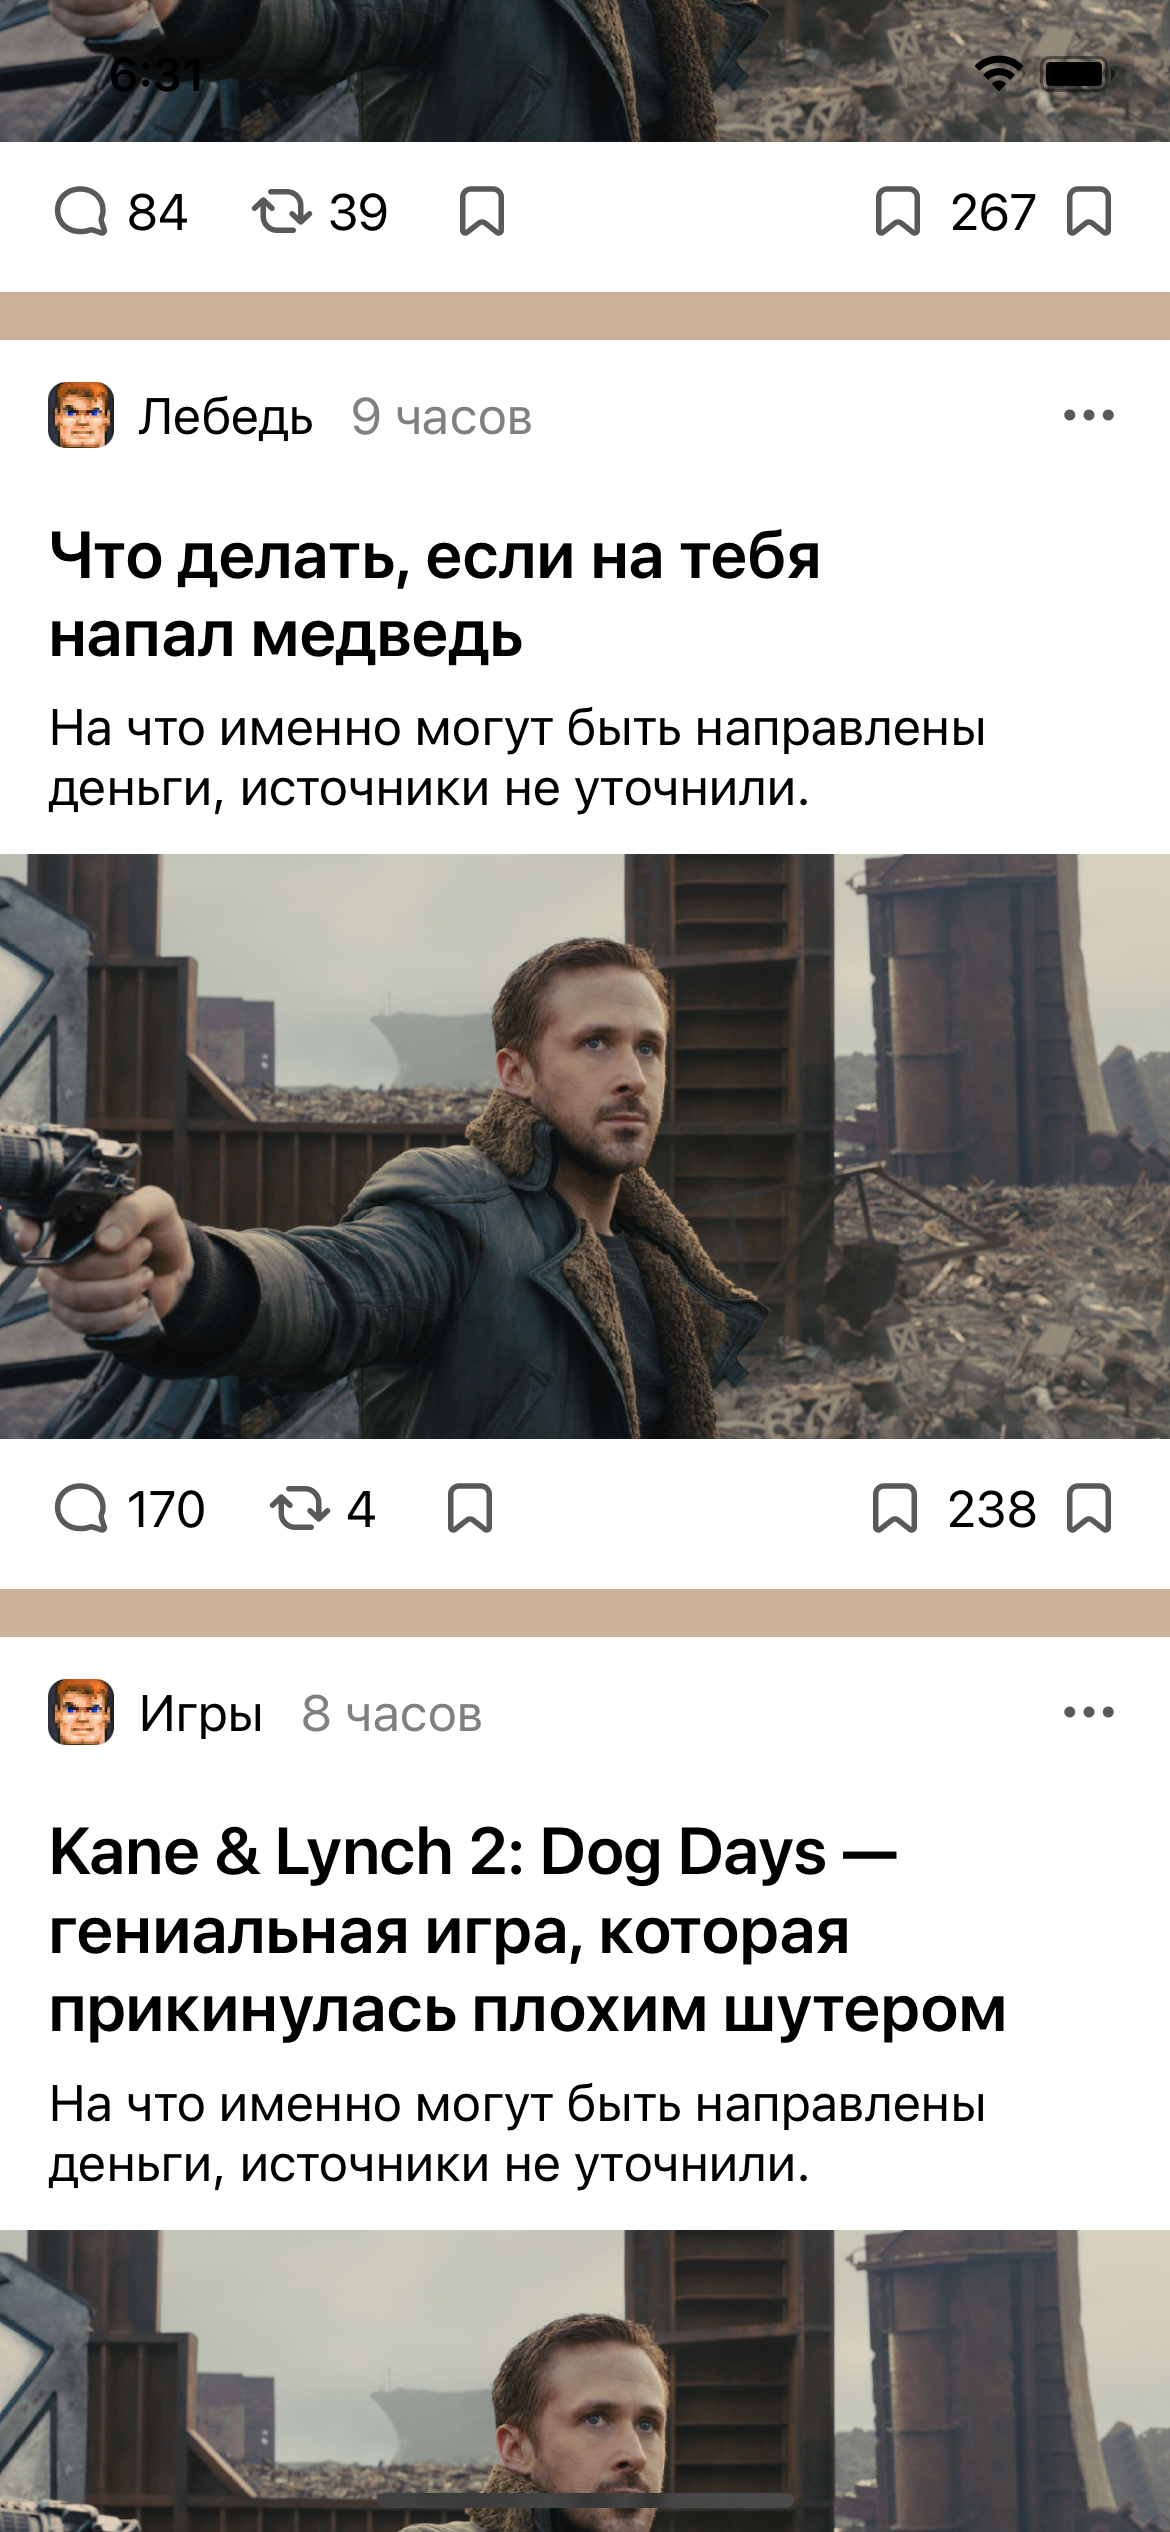 6:31
84 39 267
Лебедь 9 часов
Что делать, если на тебя
напал медведь
На что именно могут быть направлены
деньги, источники не уточнили.
170 4 238
Игры 8 часов
Kane & Lynch 2: Dog Days —
гениальная игра, которая
прикинулась плохим шутером
На что именно могут быть направлены
деньги, источники не уточнили.